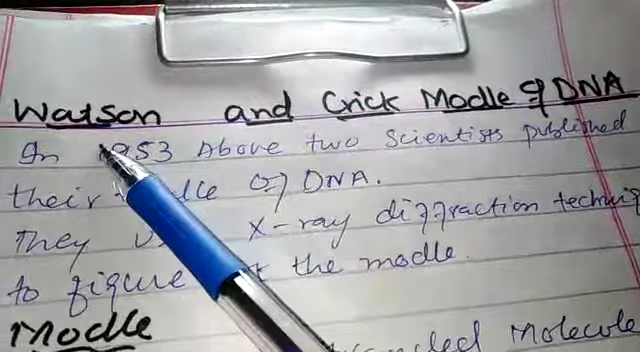 Watson and Crick Modle of DNA
In 1953 Above two Scientists published
their of DNA.
They X-ray diffraction
to figure the modle.
Modle
Molecule